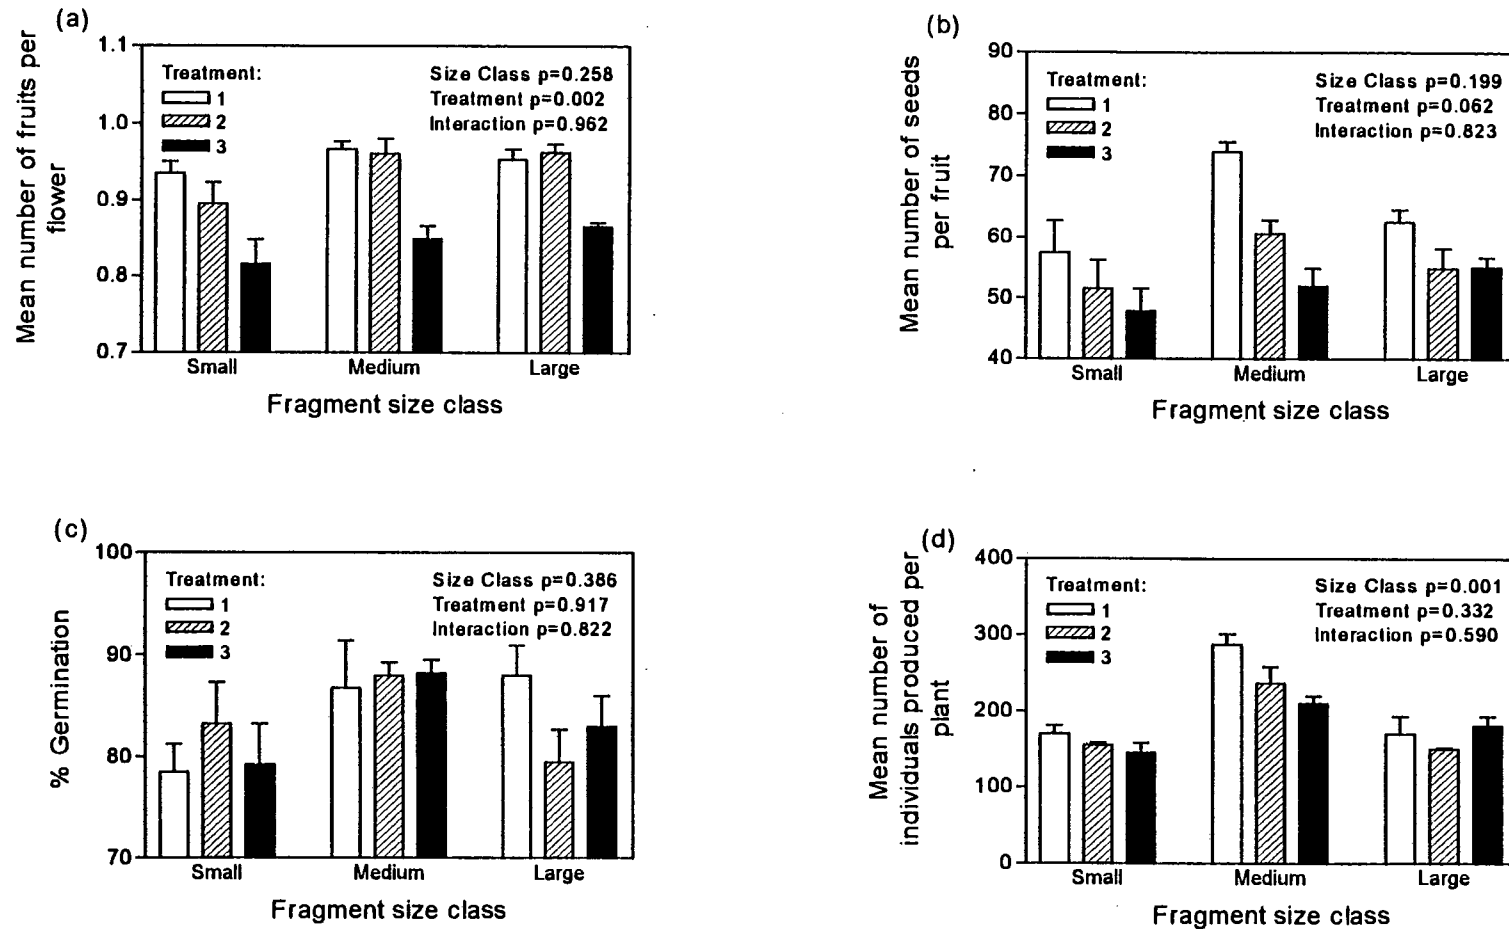 (a)
Mean number of fruits per
flower
1.1
1.0
0.9
0.8
0.7
Treatment:
1
2
3
Size Class p=0.258
Treatment p=0.002
Interaction p=0.962
Small Medium Large
Fragment size class
(b)
Mean number of seeds
per fruit
90
80
70
60
50
40
Treatment:
1
2
3
Size Class p=0.199
Treatment p=0.062
Interaction p=0.823
Small Medium Large
Fragment size class
(c)
% Germination
100
90
80
70
Treatment:
1
2
3
Size Class p=0.386
Treatment p=0.917
Interaction p=0.822
Small Medium Large
Fragment size class
(d)
Mean number of
individuals produced per
plant
400
300
200
100
0
Treatment:
1
2
3
Size Class p=0.001
Treatment p=0.332
Interaction p=0.590
Small Medium Large
Fragment size class